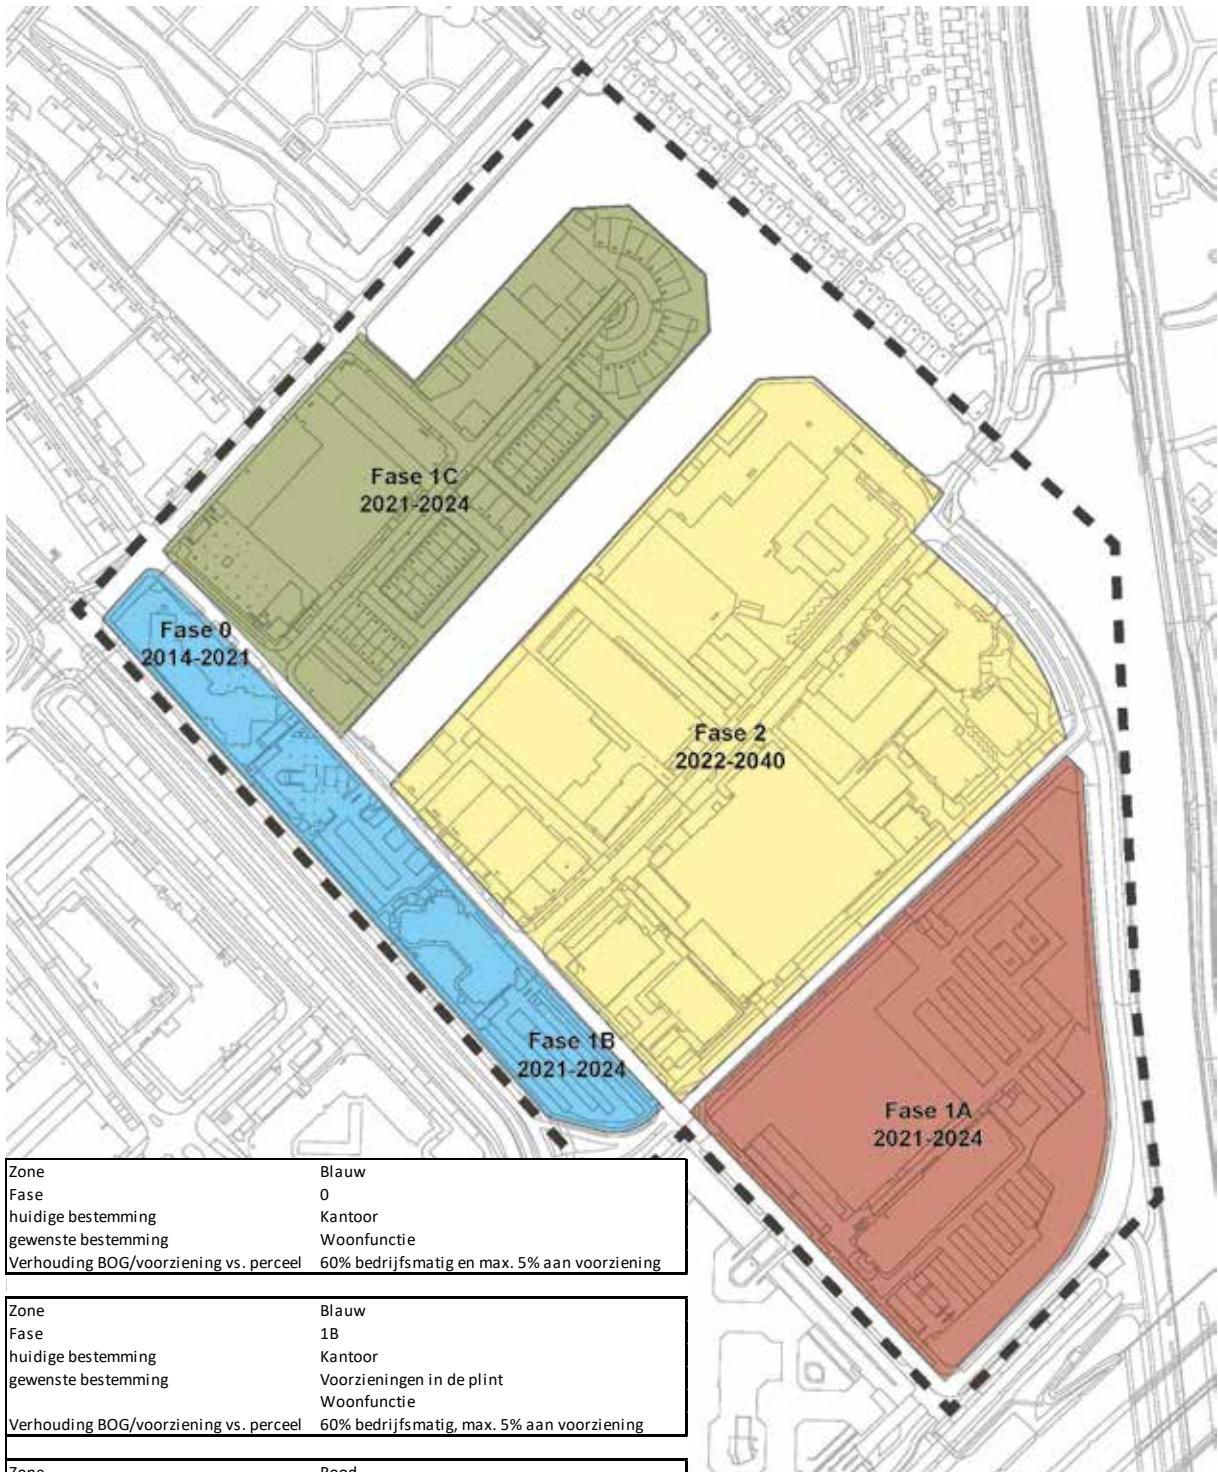 Fase 1C
2021-2024
Fase 0
2014-2021
Fase 2
2022-2040
Fase 1B
2021-2024
Fase 1A
2021-2024
Zone Blauw
Fase 0
huidige bestemming Kantoor
gewenste bestemming Woonfunctie
Verhouding BOG/voorziening vs. perceel 60% bedrijfsmatig en max. 5% aan voorziening
Zone Blauw
Fase 1B
huidige bestemming Kantoor
gewenste bestemming Voorzieningen in de plint
Woonfunctie
Verhouding BOG/voorziening vs. perceel 60% bedrijfsmatig, max. 5% aan voorziening
Zone Rood